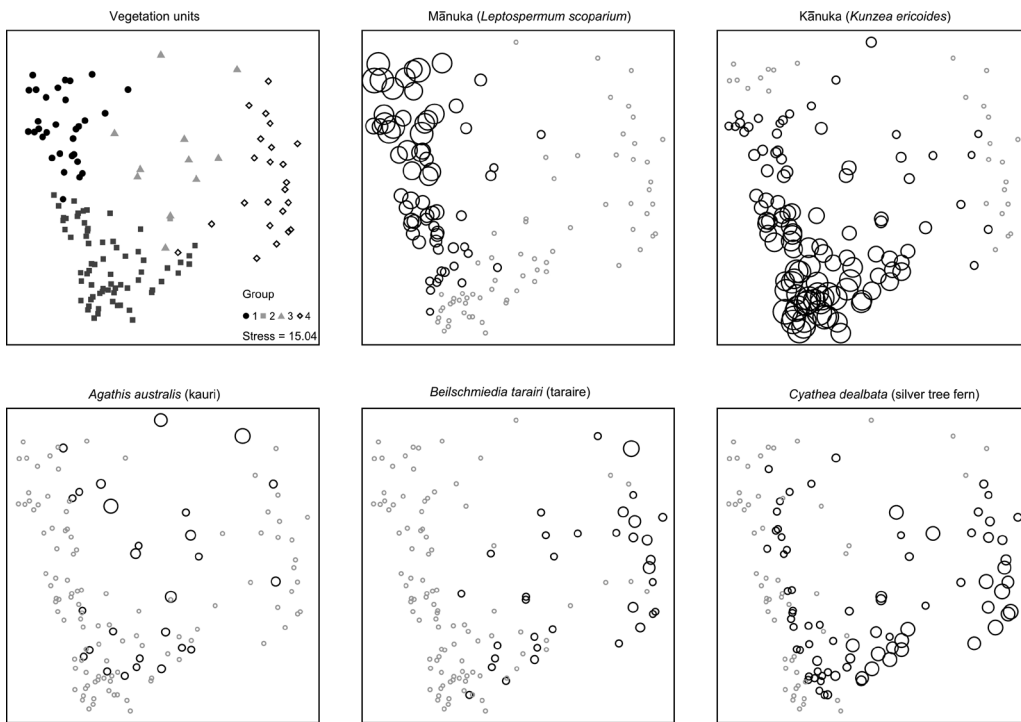 Vegetation units
Mānuka (Leptospermum scoparium)
Kānuka (Kunzea ericoides)
Group
1 2 3 4
Stress = 15.04
Agathis australis (kauri)
Beilschmiedia tarairi (taraire)
Cyathea dealbata (silver tree fern)